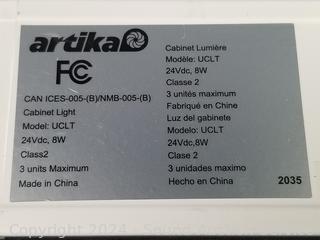 artika
FC
CAN ICES-005-(B)/NMB-005-(B)
Cabinet Light
Model: UCLT
24Vdc, 8W
Class2
3 units Maximum
Made in China
Cabinet Lumière
Modèle: UCLT
24Vdc, 8W
Classe 2
3 unités maximum
Fabriqué en Chine
Luz del gabinete
Modelo: UCLT
24Vdc,8W
Clase 2
3 unidades maximo
Hecho en China
2035
Copyright 2024